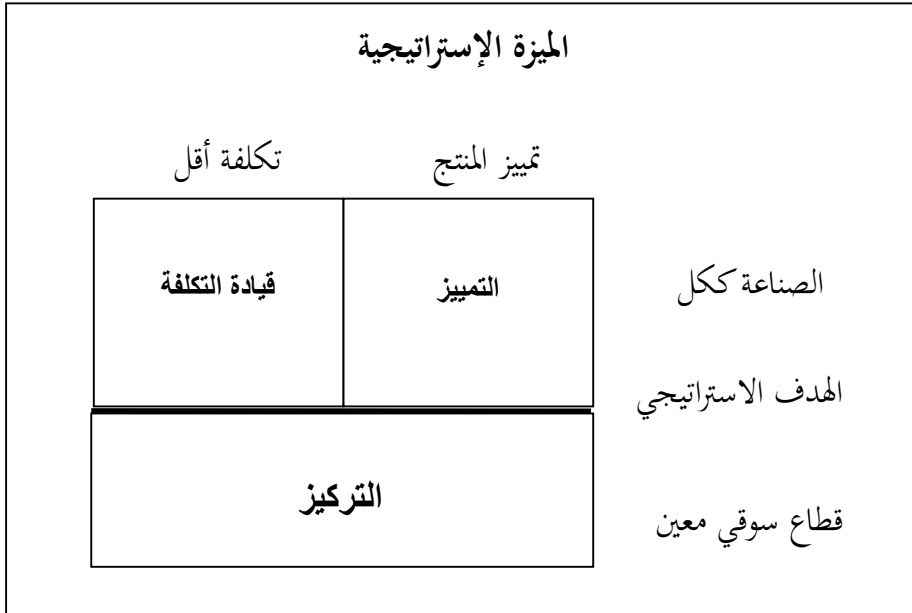 الميزة الإستراتيجية
تمييز المنتج
تكلفة أقل
الصناعة ككل
التمييز
قيادة التكلفة
الهدف الاستراتيجي
التركيز
قطاع سوقي معين